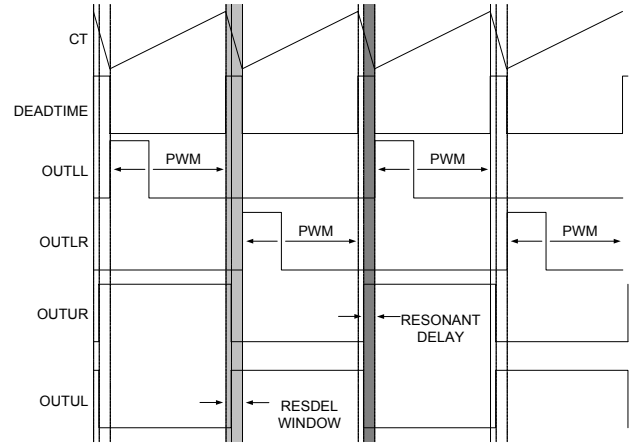 CT
DEADTIME
OUTLL
PWM
PWM
OUTLR
PWM
PWM
OUTUR
RESONANT
DELAY
OUTUL
RESDEL
WINDOW